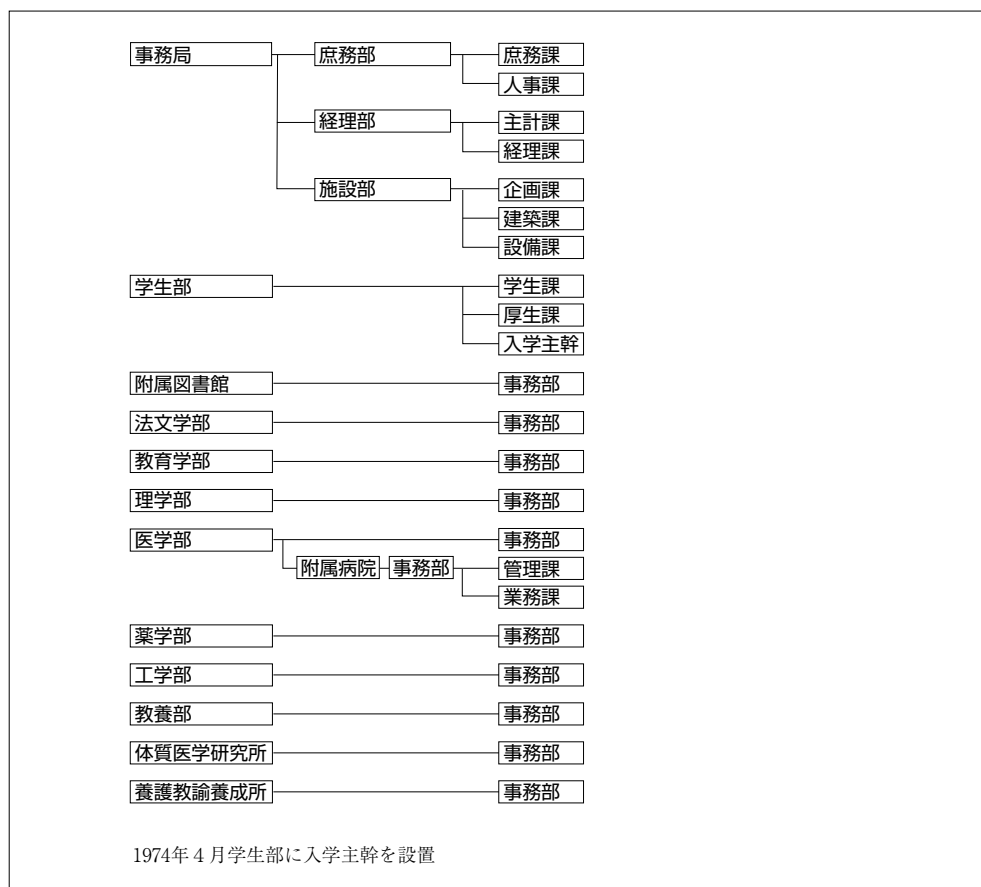 事務局 庶務部 庶務課
人事課
経理部 主計課
経理課
施設部 企画課
建築課
設備課
学生部 学生課
厚生課
入学主幹
附属図書館 事務部
法文学部 事務部
教育学部 事務部
理学部 事務部
医学部 事務部
附属病院 事務部 管理課
業務課
薬学部 事務部
工学部 事務部
教養部 事務部
体質医学研究所 事務部
養護教諭養成所 事務部
1974年4月学生部に入学主幹を設置